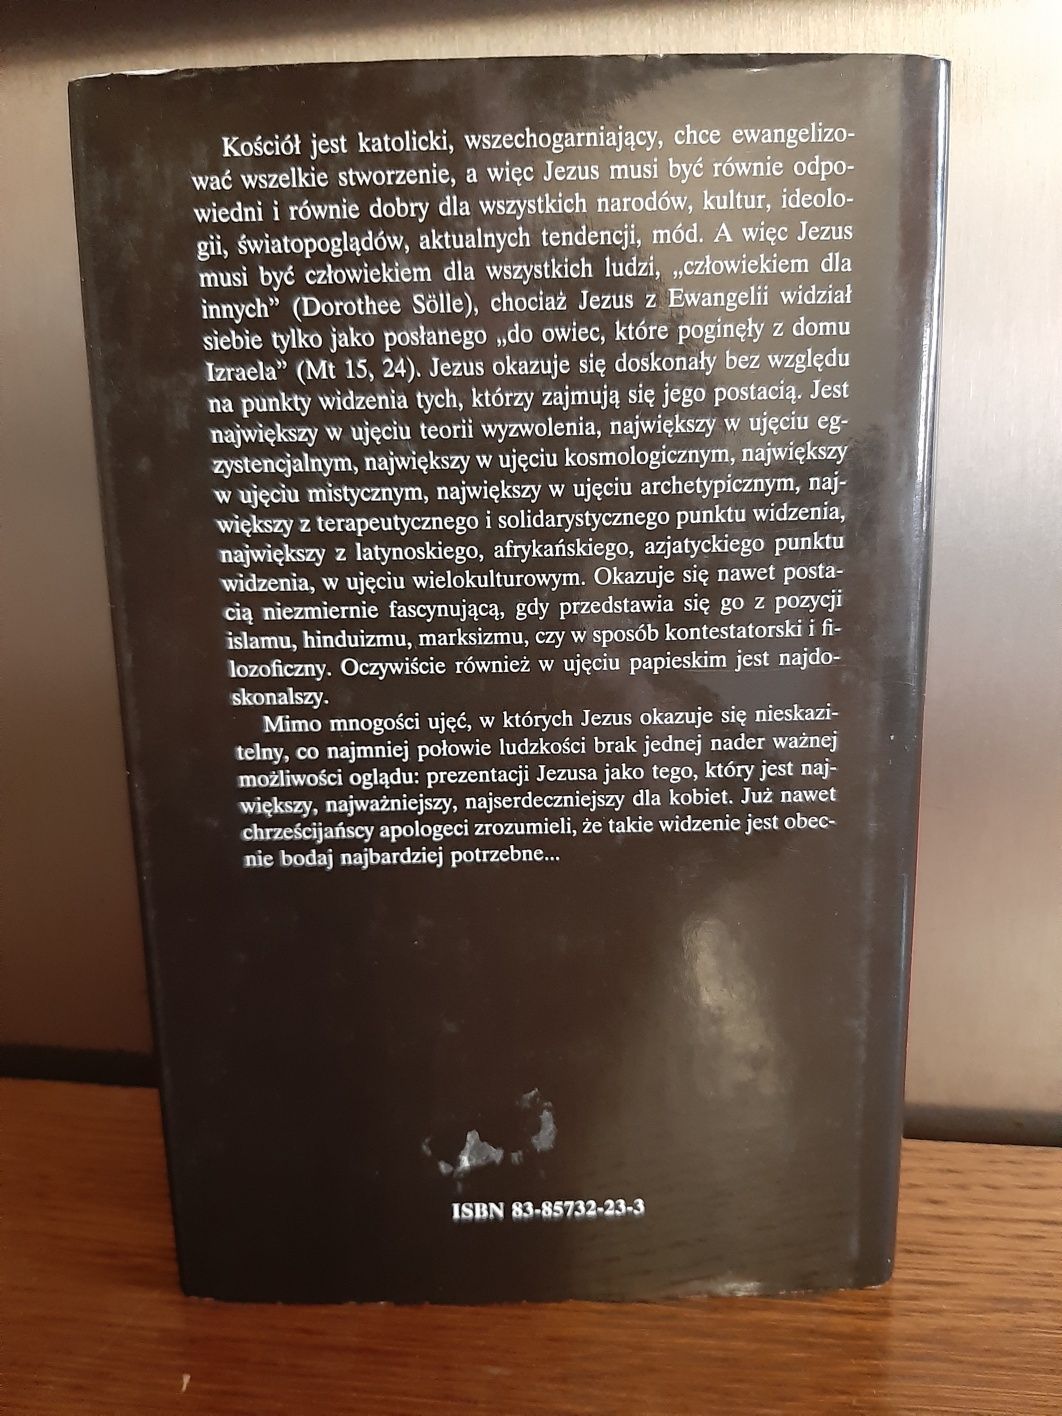 Kościół jest katolicki, wszechogarniający, chce ewangelizo-
wać wszelkie stworzenie, a więc Jezus musi być równie odpo-
wiedni i równie dobry dla wszystkich narodów, kultur, ideolo-
gii, światopoglądów, aktualnych tendencji, mód. A więc Jezus
musi być człowiekiem dla wszystkich ludzi, „człowiekiem dla
innych” (Dorothee Sölle), chociaż Jezus z Ewangelii widział
siebie tylko jako posłanego „do owiec, które poginęły z domu
Izraela” (Mt 15, 24). Jezus okazuje się doskonały bez względu
na punkty widzenia tych, którzy zajmują się jego postacią. Jest
największy w ujęciu teorii wyzwolenia, największy w ujęciu eg-
zystencjalnym, największy w ujęciu kosmologicznym, największy
w ujęciu mistycznym, największy w ujęciu archetypicznym, naj-
większy z terapeutycznego i solidarystycznego punktu widzenia,
największy z latynoskiego, afrykańskiego, azjatyckiego punktu
widzenia, w ujęciu wielokulturowym. Okazuje się nawet posta-
cią niezmiernie fascynującą, gdy przedstawia się go z pozycji
islamu, hinduizmu, marksizmu, czy w sposób kontestatorski i fi-
lozoficzny. Oczywiście również w ujęciu papieskim jest najdo-
skonalszy.
Mimo mnogości ujęć, w których Jezus okazuje się nieskazi-
telny, co najmniej połowie ludzkości brak jednej nader ważnej
możliwości oglądu: prezentacji Jezusa jako tego, który jest naj-
większy, najważniejszy, najserdeczniejszy dla kobiet. Już nawet
chrześcijańscy apologeci zrozumieli, że takie widzenie jest obec-
nie bodaj najbardziej potrzebne...
ISBN 83-85732-23-3